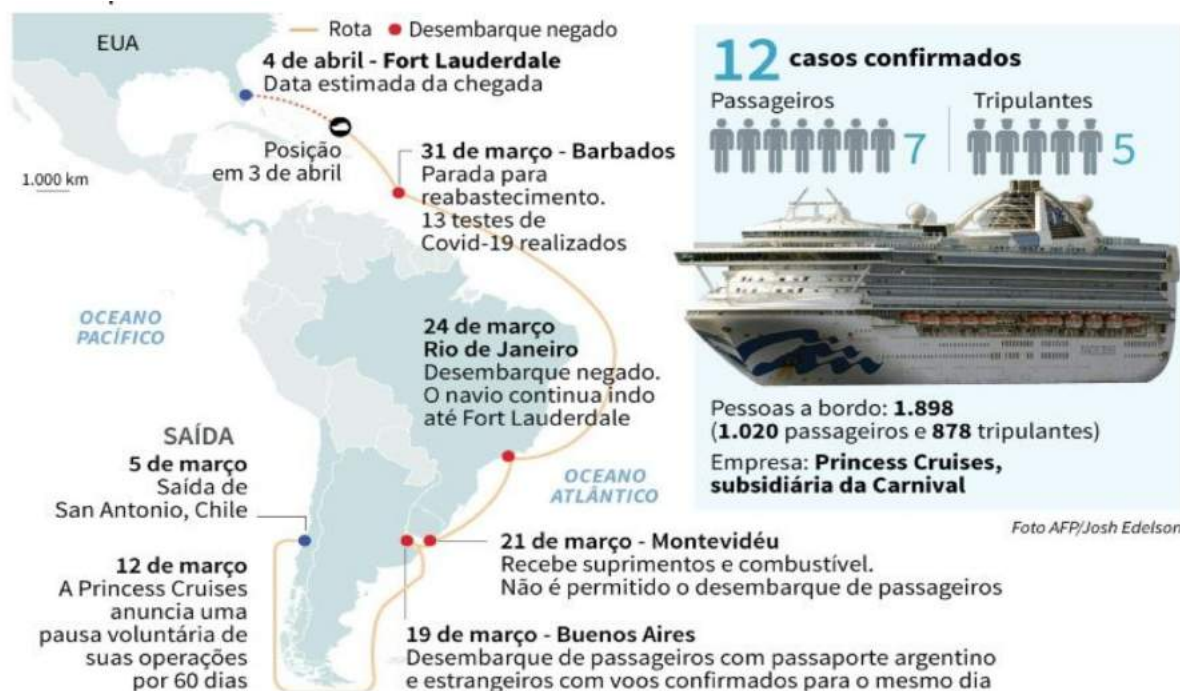 EUA
Rota
Desembarque negado
4 de abril - Fort Lauderdale
Data estimada da chegada
Posição
em 3 de abril
1.000 km
31 de março - Barbados
Parada para
reabastecimento.
13 testes de
Covid-19 realizados
OCEANO
PACÍFICO
24 de março
Rio de Janeiro
Desembarque negado.
O navio continua indo
até Fort Lauderdale
SAÍDA
5 de março
Saída de
San Antonio, Chile
OCEANO
ATLÂNTICO
12 de março
A Princess Cruises
anuncia uma
pausa voluntária de
suas operações
por 60 dias
21 de março - Montevidéu
Recebe suprimentos e combustível.
Não é permitido o desembarque de passageiros
19 de março - Buenos Aires
Desembarque de passageiros com passaporte argentino
e estrangeiros com voos confirmados para o mesmo dia
12 casos confirmados
Passageiros
7
Tripulantes
5
Pessoas a bordo: 1.898
(1.020 passageiros e 878 tripulantes)
Empresa: Princess Cruises,
subsidiária da Carnival
Foto AFP/Josh Edelson